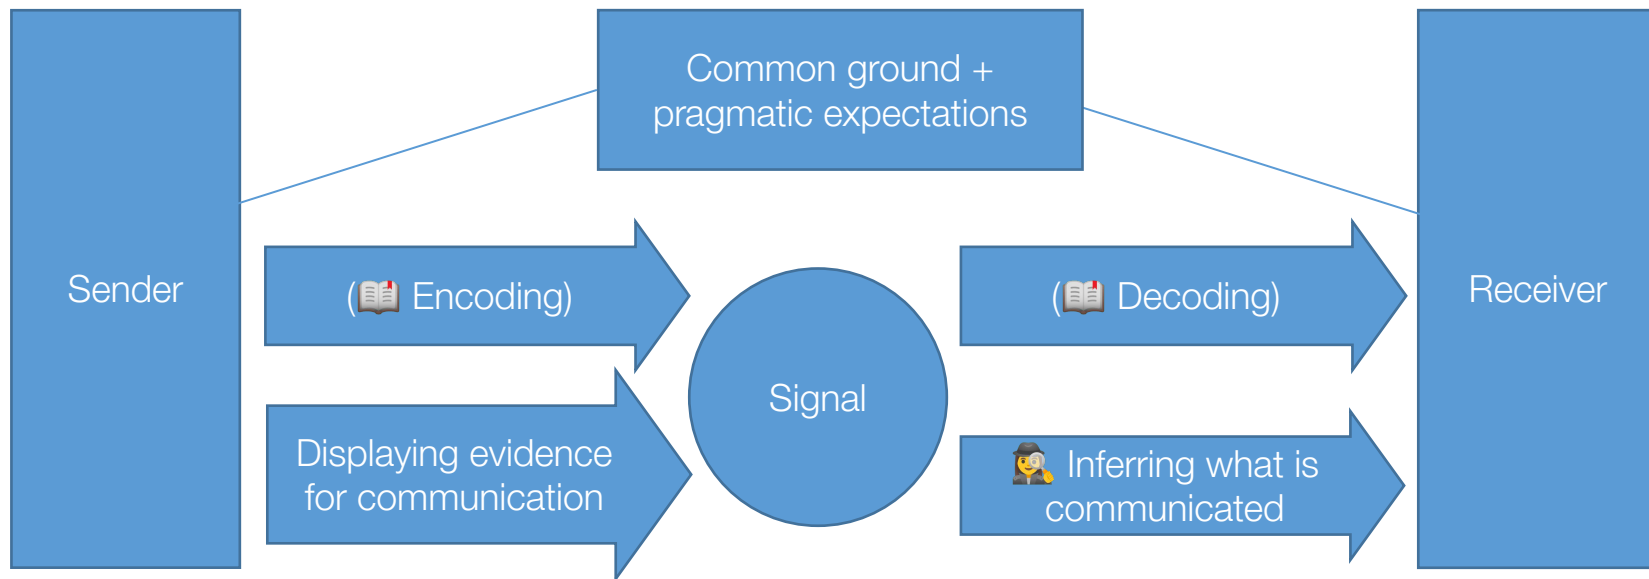 Common ground +
pragmatic expectations
Sender
(📖 Encoding)
(📖 Decoding)
Receiver
Signal
Displaying evidence
for communication
🕵️‍♀️ Inferring what is
communicated